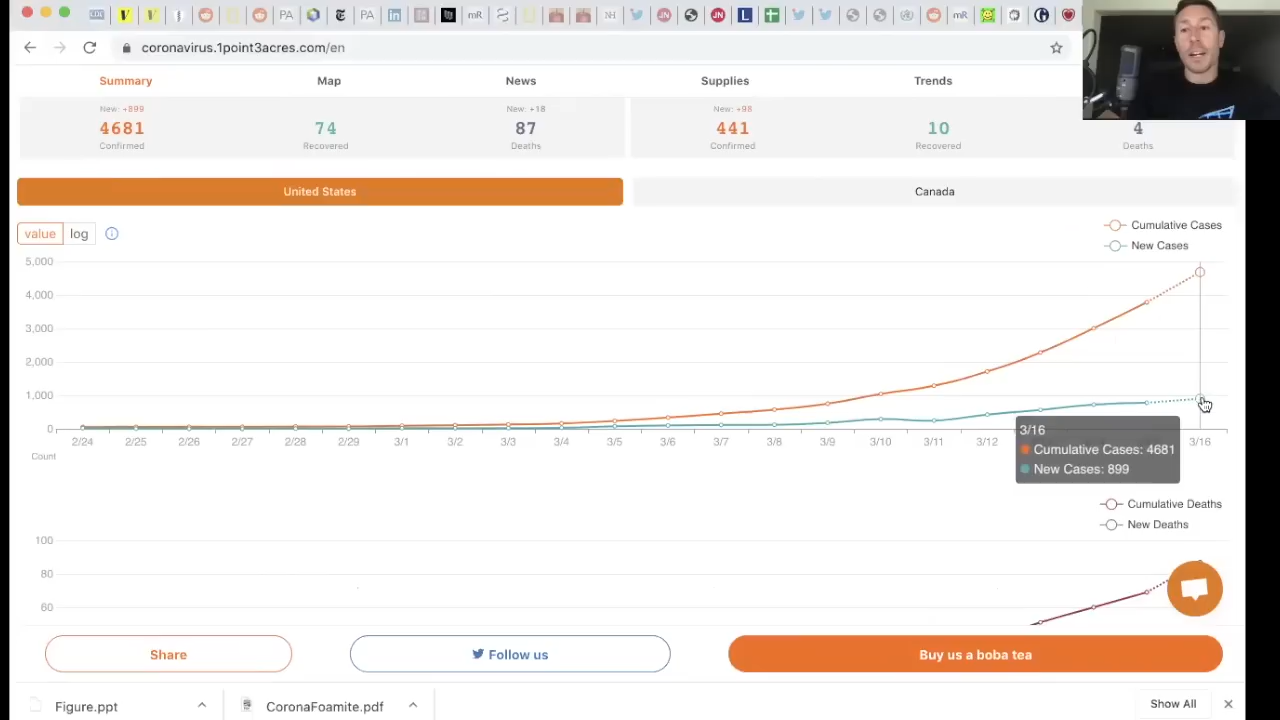 coronavirus.1point3acres.com/en
Summary Map News Supplies Trends
New: +899 New: +18 New: +98
4681 74 87 441 10 4
Confirmed Recovered Deaths Confirmed Recovered Deaths
United States Canada
value log
Cumulative Cases
New Cases
5,000
4,000
3,000
2,000
1,000
0
2/24 2/25 2/26 2/27 2/28 2/29 3/1 3/2 3/3 3/4 3/5 3/6 3/7 3/8 3/9 3/10 3/11 3/12 3/16
Count
3/16
Cumulative Cases: 4681
New Cases: 899
Cumulative Deaths
New Deaths
100
80
60
Share Follow us Buy us a boba tea
Figure.ppt CoronaFoamite.pdf Show All